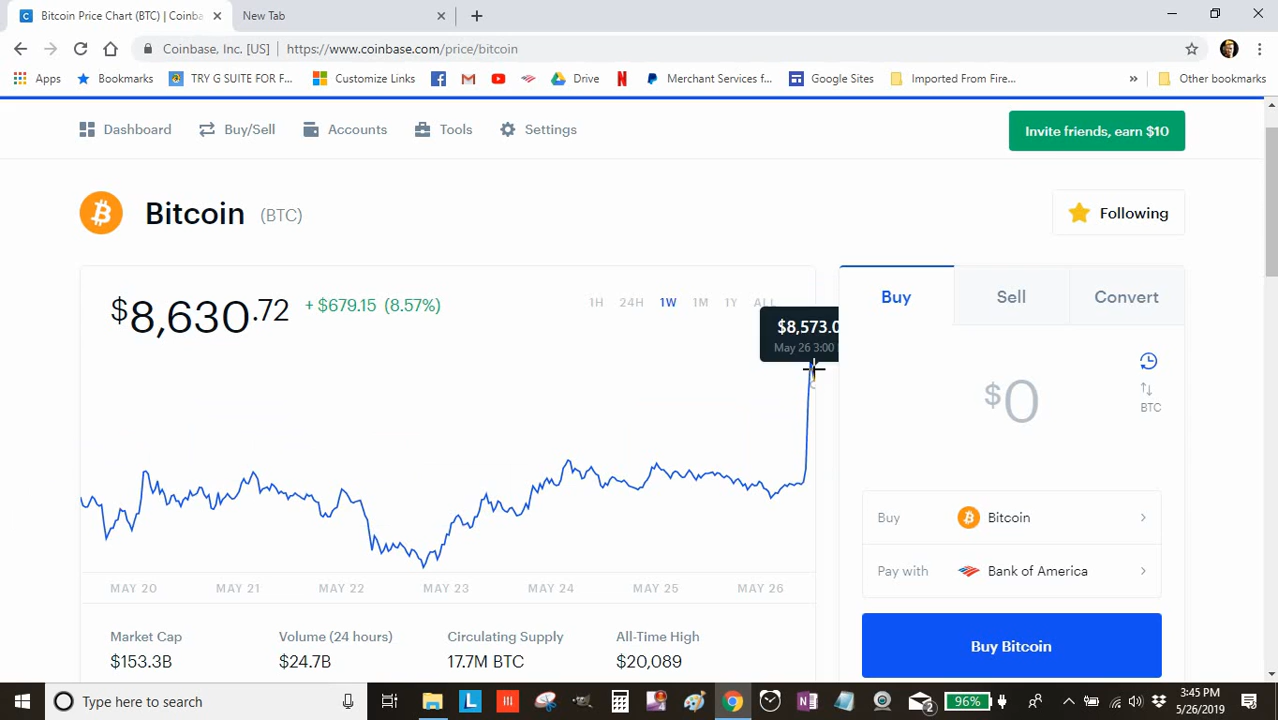 Bitcoin Price Chart (BTC) | Coinba
New Tab
Coinbase, Inc. [US] | https://www.coinbase.com/price/bitcoin
Apps Bookmarks TRY G SUITE FOR F... Customize Links Drive Merchant Services f... Google Sites Imported From Fire... » Other bookmarks
Dashboard Buy/Sell Accounts Tools Settings
Invite friends, earn $10
Bitcoin (BTC)
Following
$8,630.72 + $679.15 (8.57%)
1H 24H 1W 1M 1Y ALL
$8,573.0
May 26 3:00
Buy Sell Convert
$0
BTC
Buy Bitcoin
Pay with Bank of America
Buy Bitcoin
MAY 20 MAY 21 MAY 22 MAY 23 MAY 24 MAY 25 MAY 26
Market Cap Volume (24 hours) Circulating Supply All-Time High
$153.3B $24.7B 17.7M BTC $20,089
Type here to search
2
96%
3:45 PM
5/26/2019